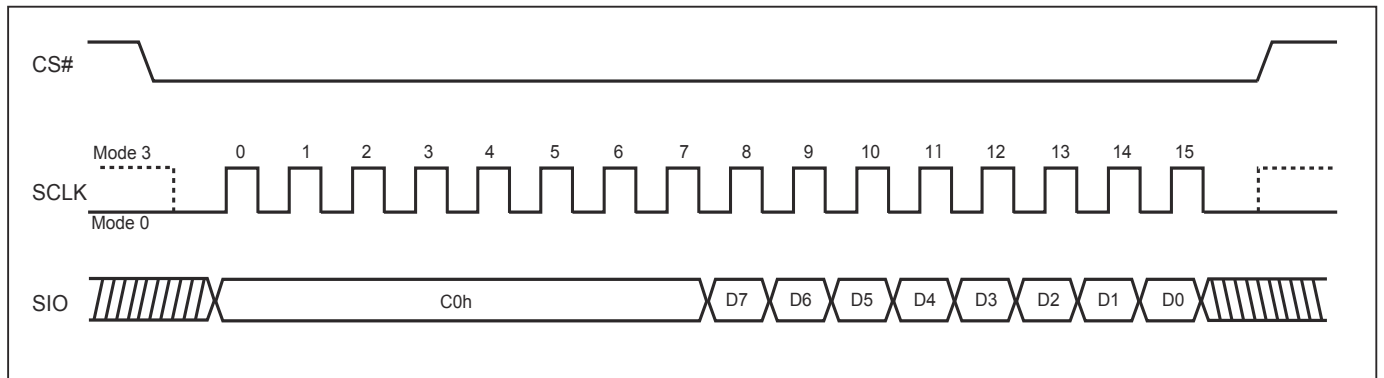 CS#
Mode 3 0 1 2 3 4 5 6 7 8 9 10 11 12 13 14 15
SCLK
Mode 0
SIO C0h D7 D6 D5 D4 D3 D2 D1 D0